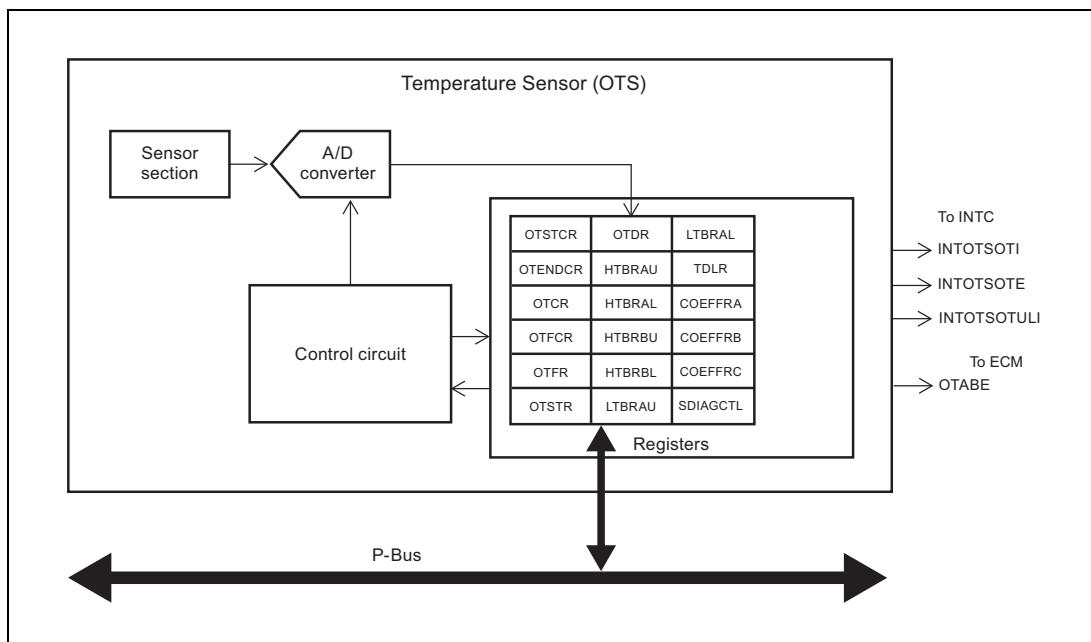 Temperature Sensor (OTS)
Sensor
section
A/D
converter
Control circuit
OTSTCR OTDR LTBRAL
OTENDCR HTBRAU TDLR
OTCR HTBRAL COEFFRA
OTFCR HTBRBU COEFFRB
OTFR HTBRBL COEFFRC
OTSTR LTBRAU SDIAGCTL
Registers
To INTC
INTOTSOTI
INTOTSOTE
INTOTSOTULI
To ECM
OTABE
P-Bus